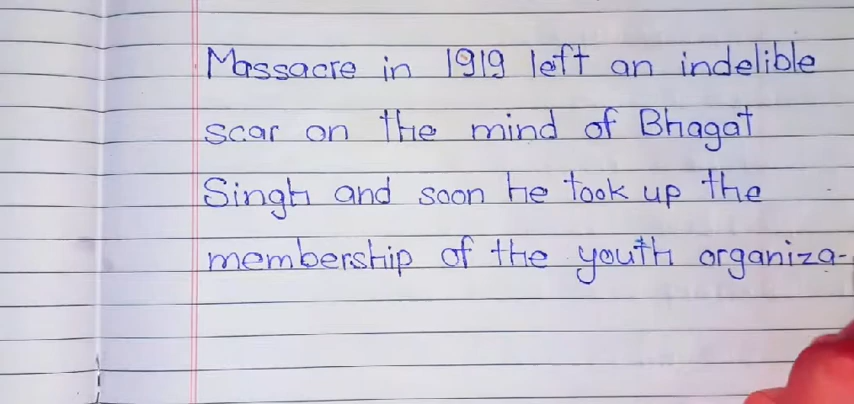 Massacre in 1919 left an indelible
scar on the mind of Bhagat
Singh and soon he took up the
membership of the youth organiza-